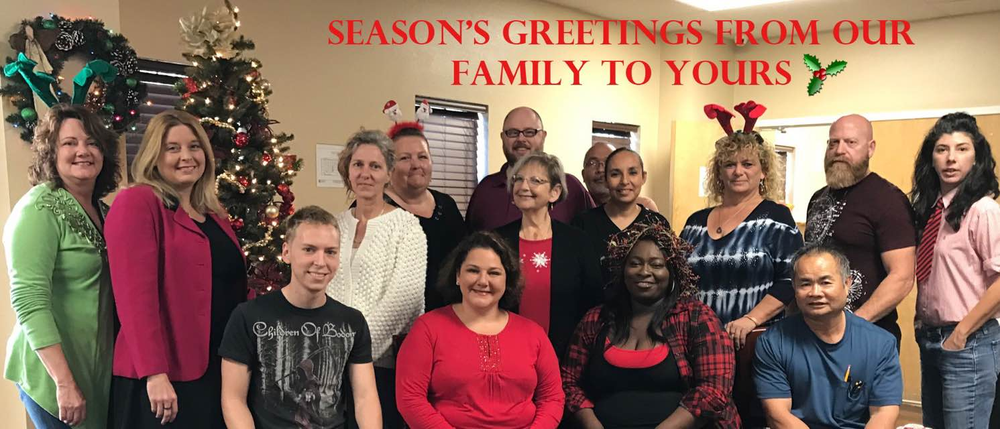 SEASON'S GREETINGS FROM OUR
FAMILY TO YOURS
Children Of Bodom